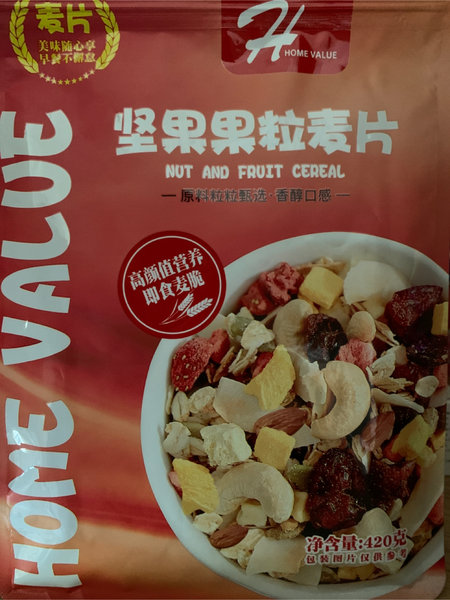 麦片
美味随心享
早餐不懈怠
HOME VALUE
坚果果粒麦片
NUT AND FRUIT CEREAL
原料粒粒甄选·香醇口感
HOME VALUE
高颜值营养
即食麦脆
净含量:420克
包装图片仅供参考